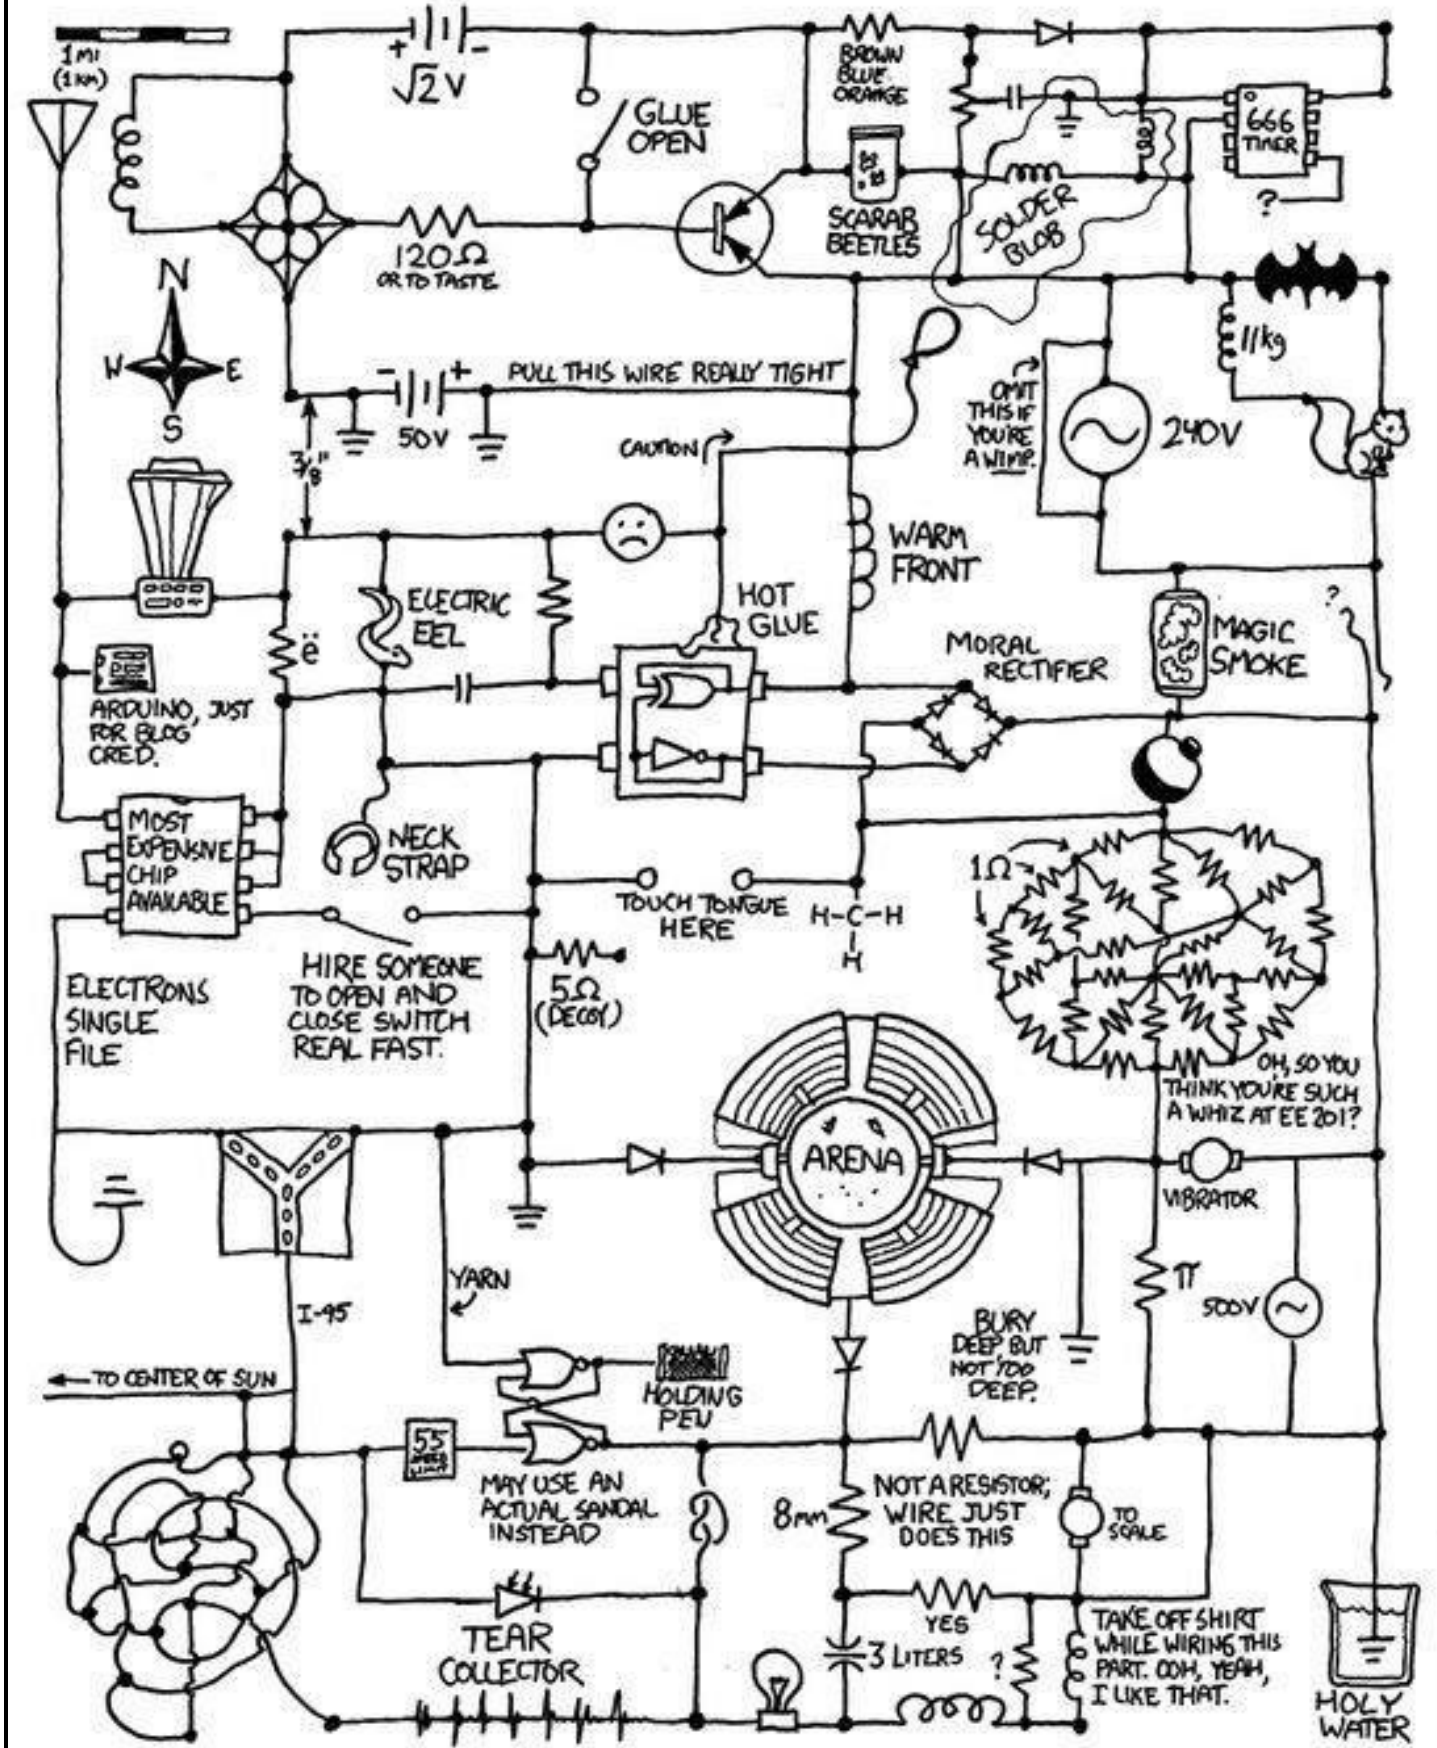 1 MI
(1 KM)
+ -
√2 V
GLUE
OPEN
BROWN
BLUE
ORANGE
666
TIMER
?
SCARAB
BEETLES
SOLDER
BLOB
120Ω
OR TO TASTE
N
W E
S
- +
50V
PULL THIS WIRE REALLY TIGHT
11kg
OMIT
THIS IF
YOU'RE
A WIMP.
240V
CAUTION
3/8"
WARM
FRONT
ELECTRIC
EEL
HOT
GLUE
ë
MORAL
RECTIFIER
MAGIC
SMOKE
?
ARDUINO, JUST
FOR BLOG
CRED.
MOST
EXPENSIVE
CHIP
AVAILABLE
NECK
STRAP
TOUCH TONGUE
HERE
H-C-H
H
1Ω
HIRE SOMEONE
TO OPEN AND
CLOSE SWITCH
REAL FAST.
5Ω
(DECOY)
ELECTRONS
SINGLE
FILE
OH, SO YOU
THINK YOU'RE SUCH
A WHIZ AT EE 201?
ARENA
VIBRATOR
YARN
I-95
π
500V
BURY
DEEP, BUT
NOT TOO
DEEP.
TO CENTER OF SUN
HOLDING
PEN
55
MAY USE AN
ACTUAL SANDAL
INSTEAD
8mm
NOT A RESISTOR;
WIRE JUST
DOES THIS
TO
SCALE
TEAR
COLLECTOR
YES
3 LITERS
?
TAKE OFF SHIRT
WHILE WIRING THIS
PART. OOH, YEAH,
I LIKE THAT.
HOLY
WATER